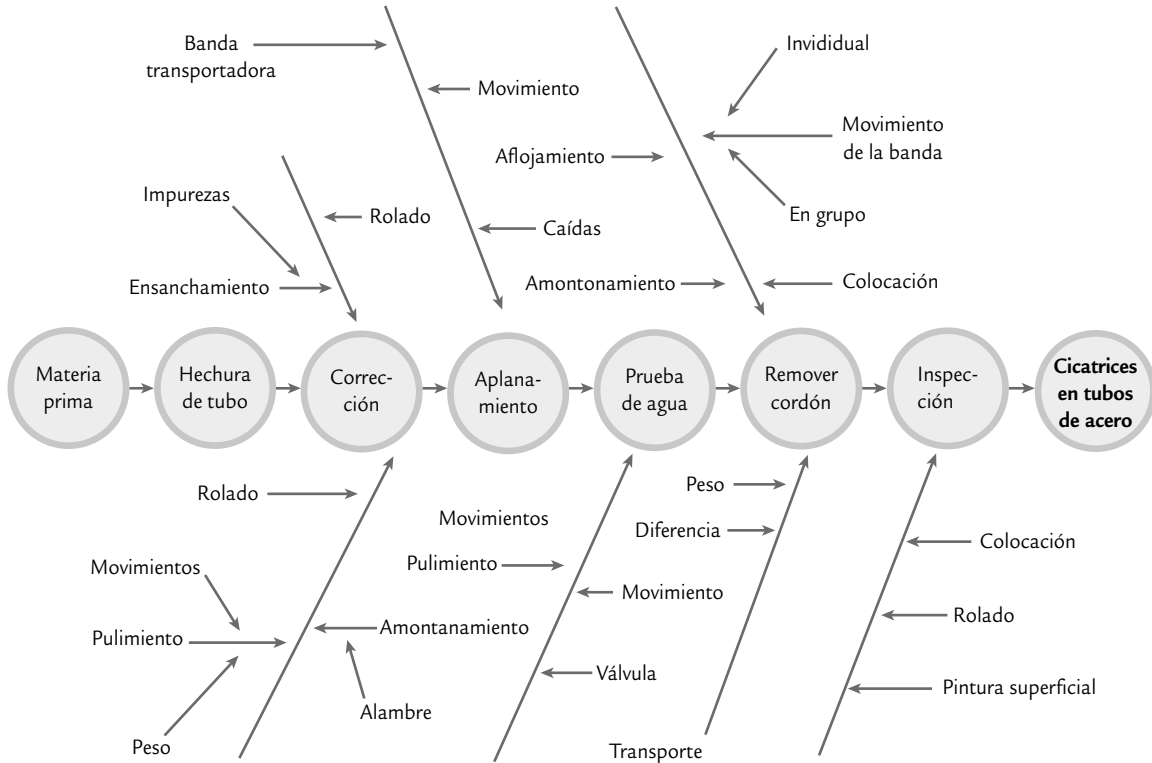 Banda
transportadora
Movimiento
Invididual
Movimiento
de la banda
Aflojamiento
En grupo
Impurezas
Rolado
Caídas
Ensanchamiento
Amontonamiento
Colocación
Materia
prima
Hechura
de tubo
Correc-
ción
Aplana-
miento
Prueba
de agua
Remover
cordón
Inspec-
ción
Cicatrices
en tubos
de acero
Rolado
Peso
Movimientos
Diferencia
Colocación
Movimientos
Pulimiento
Movimiento
Rolado
Pulimiento
Amontanamiento
Válvula
Pintura superficial
Alambre
Peso
Transporte